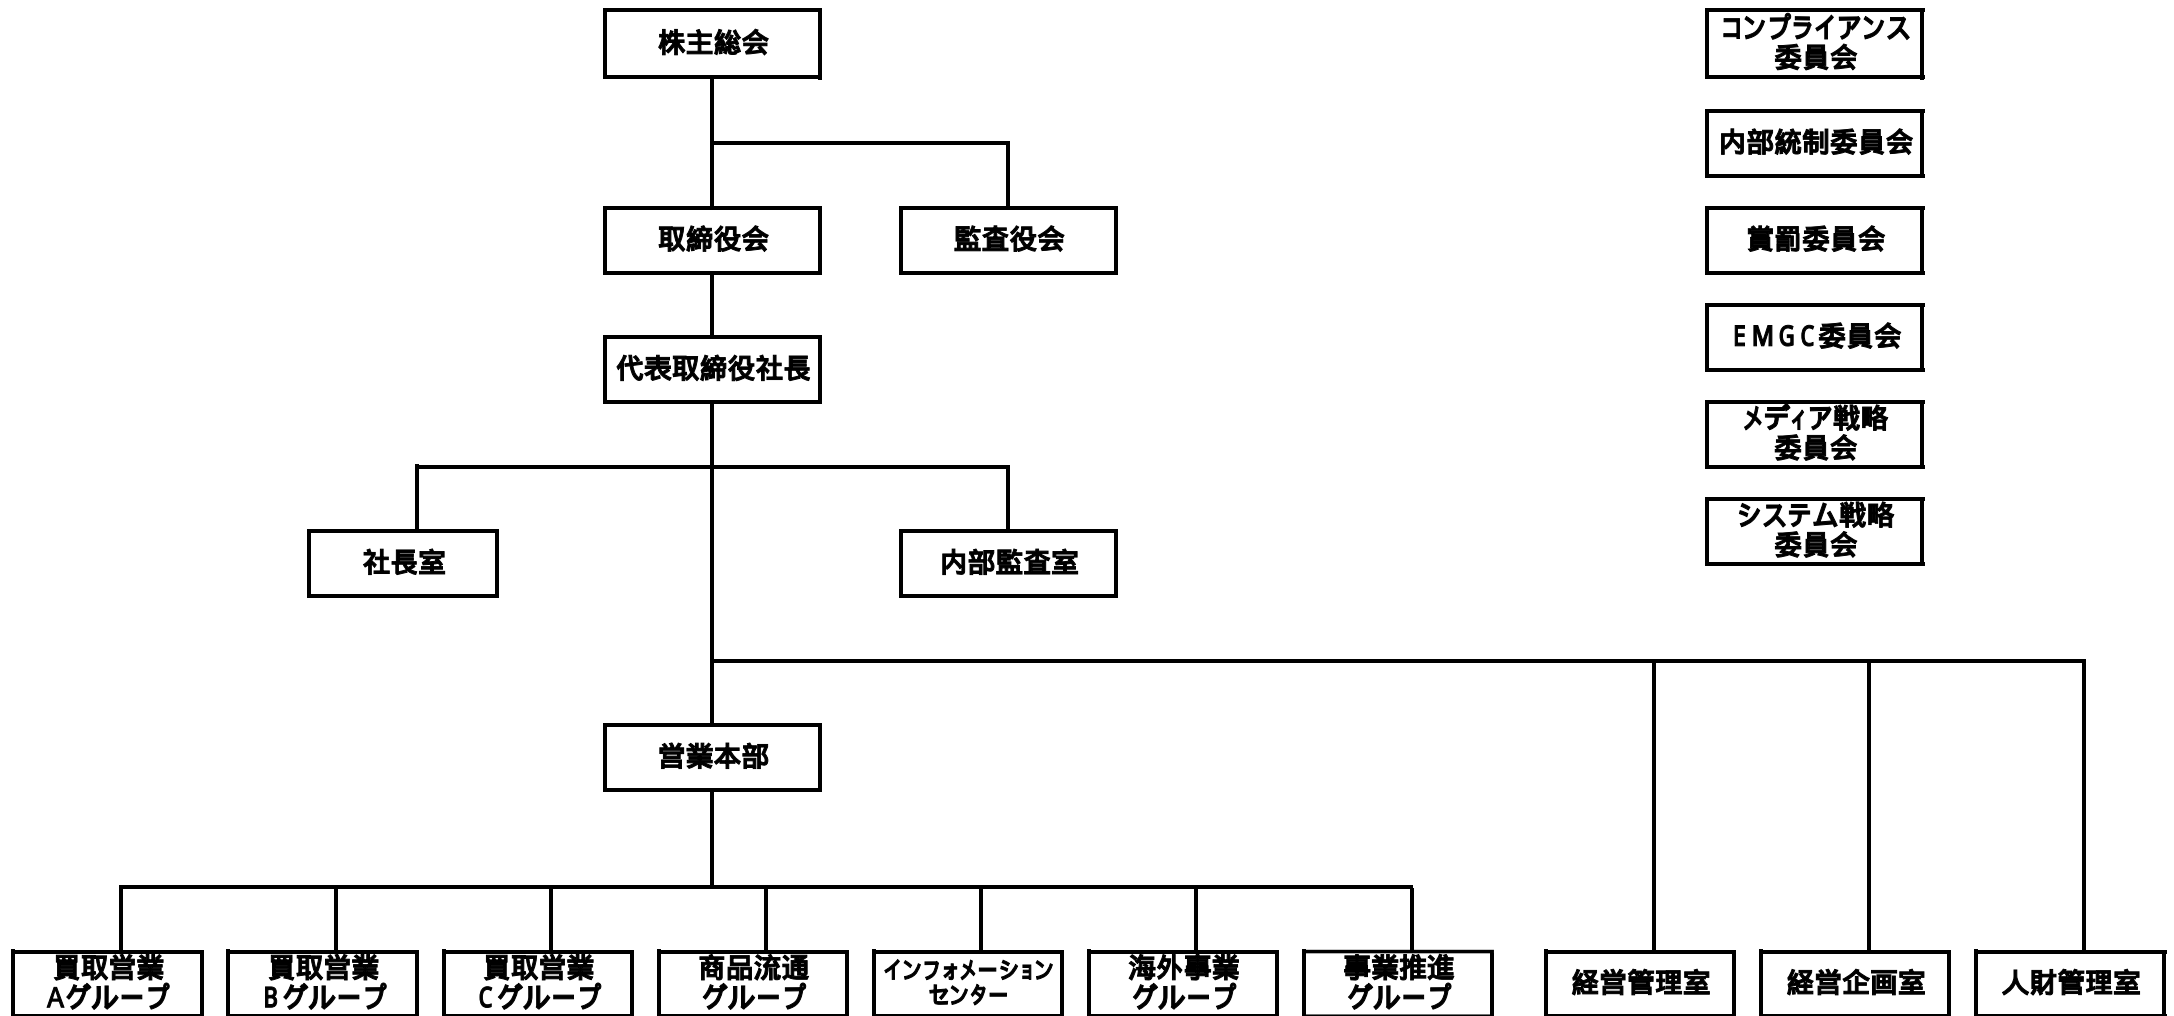 株主総会
コンプライアンス
委員会
内部統制委員会
取締役会
監査役会
賞罰委員会
代表取締役社長
EMGC委員会
メディア戦略
委員会
システム戦略
委員会
社長室
内部監査室
営業本部
買取営業
Aグループ
買取営業
Bグループ
買取営業
Cグループ
商品流通
グループ
インフォメーション
センター
海外事業
グループ
事業推進
グループ
経営管理室
経営企画室
人財管理室